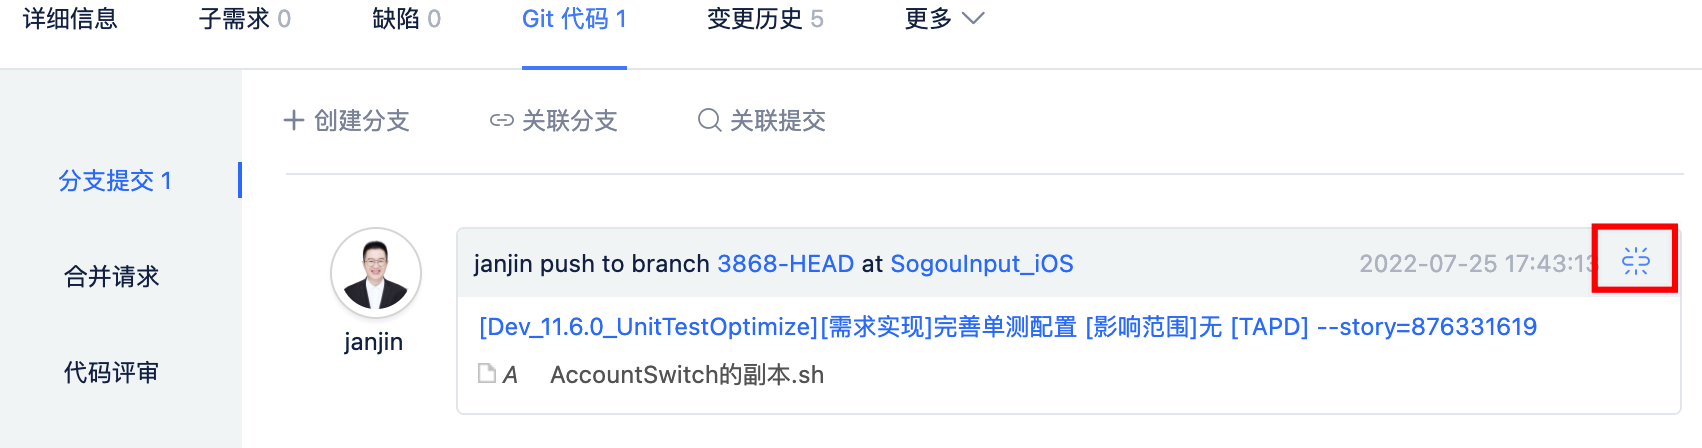 详细信息 子需求 0 缺陷 0 Git 代码 1 变更历史 5 更多
创建分支 关联分支 关联提交
分支提交 1
合并请求
代码评审
janjin
janjin push to branch 3868-HEAD at SogouInput_iOS 2022-07-25 17:43:13
[Dev_11.6.0_UnitTestOptimize][需求实现]完善单测配置 [影响范围]无 [TAPD] --story=876331619
A AccountSwitch的副本.sh